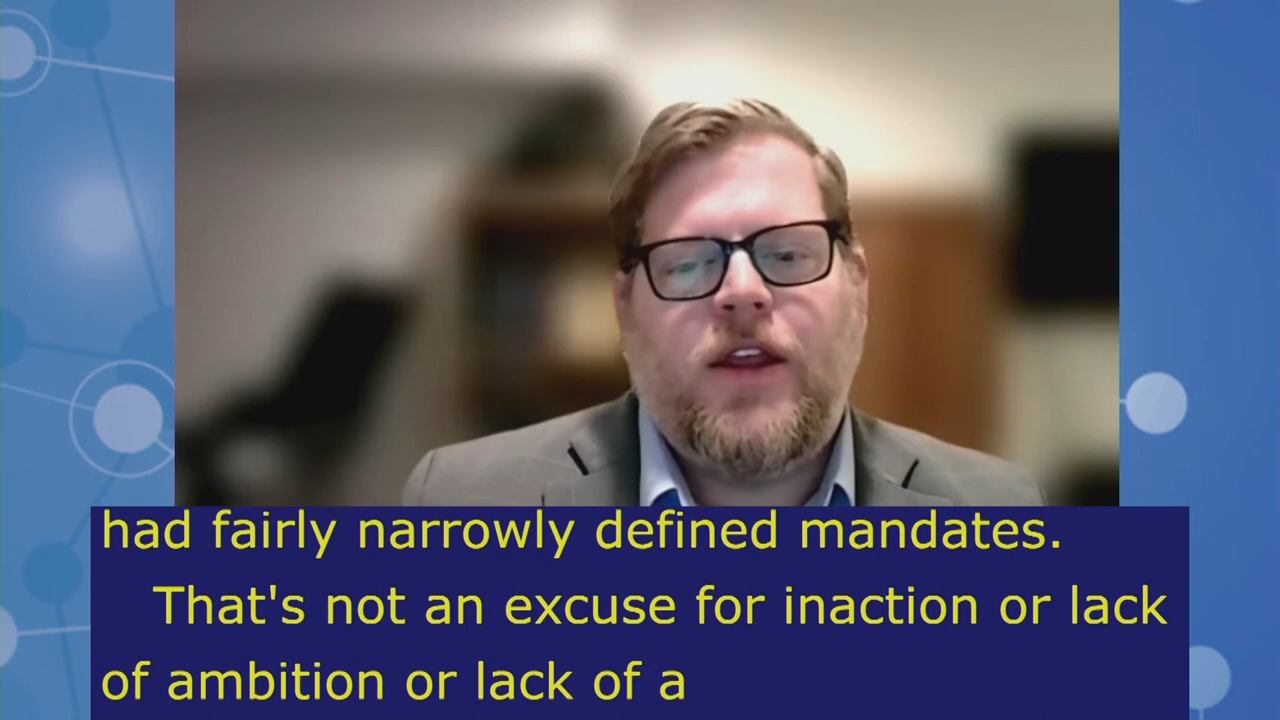 had fairly narrowly defined mandates.
That's not an excuse for inaction or lack
of ambition or lack of a